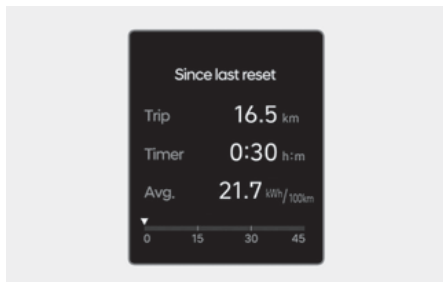 Since last reset
Trip 16.5 km
Timer 0:30 h:m
Avg. 21.7 kWh/100km
0 15 30 45